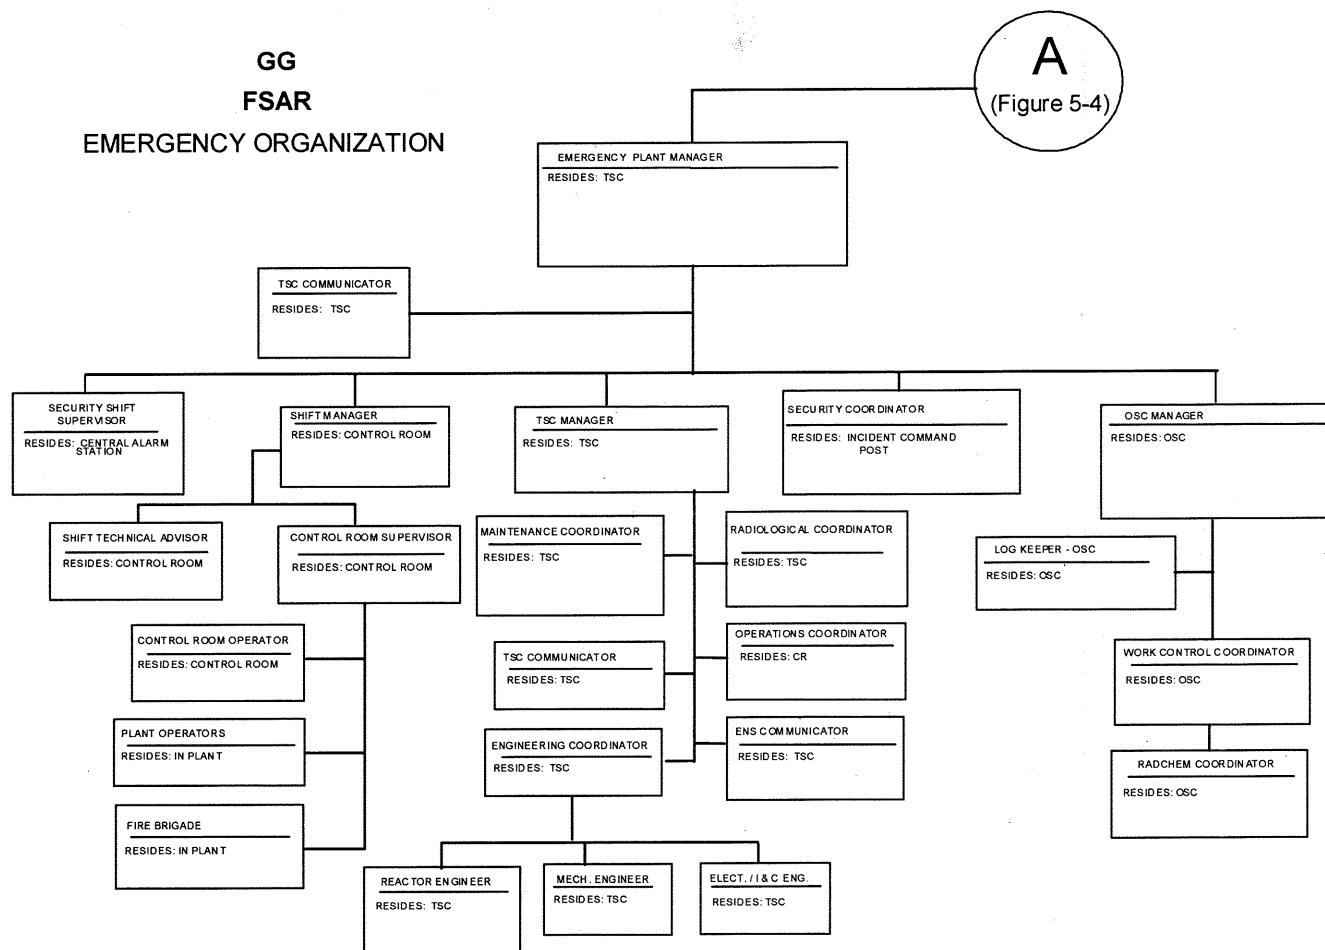 GG
FSAR
EMERGENCY ORGANIZATION
A
(Figure 5-4)
EMERGENCY PLANT MANAGER
RESIDES: TSC
TSC COMMUNICATOR
RESIDES: TSC
SECURITY SHIFT
SUPERVISOR
RESIDES: CENTRAL ALARM
STATION
SHIFT MANAGER
RESIDES: CONTROL ROOM
TSC MANAGER
RESIDES: TSC
SECURITY COORDINATOR
RESIDES: INCIDENT COMMAND
POST
OSC MANAGER
RESIDES: OSC
SHIFT TECHNICAL ADVISOR
RESIDES: CONTROL ROOM
CONTROL ROOM SUPERVISOR
RESIDES: CONTROL ROOM
MAINTENANCE COORDINATOR
RESIDES: TSC
RADIOLOGICAL COORDINATOR
RESIDES: TSC
LOG KEEPER - OSC
RESIDES: OSC
CONTROL ROOM OPERATOR
RESIDES: CONTROL ROOM
TSC COMMUNICATOR
RESIDES: TSC
OPERATIONS COORDINATOR
RESIDES: CR
WORK CONTROL COORDINATOR
RESIDES: OSC
PLANT OPERATORS
RESIDES: IN PLANT
ENGINEERING COORDINATOR
RESIDES: TSC
ENS COMMUNICATOR
RESIDES: TSC
RADCHEM COORDINATOR
RESIDES: OSC
FIRE BRIGADE
RESIDES: IN PLANT
REACTOR ENGINEER
RESIDES: TSC
MECH. ENGINEER
RESIDES: TSC
ELECT. / I & C ENG.
RESIDES: TSC